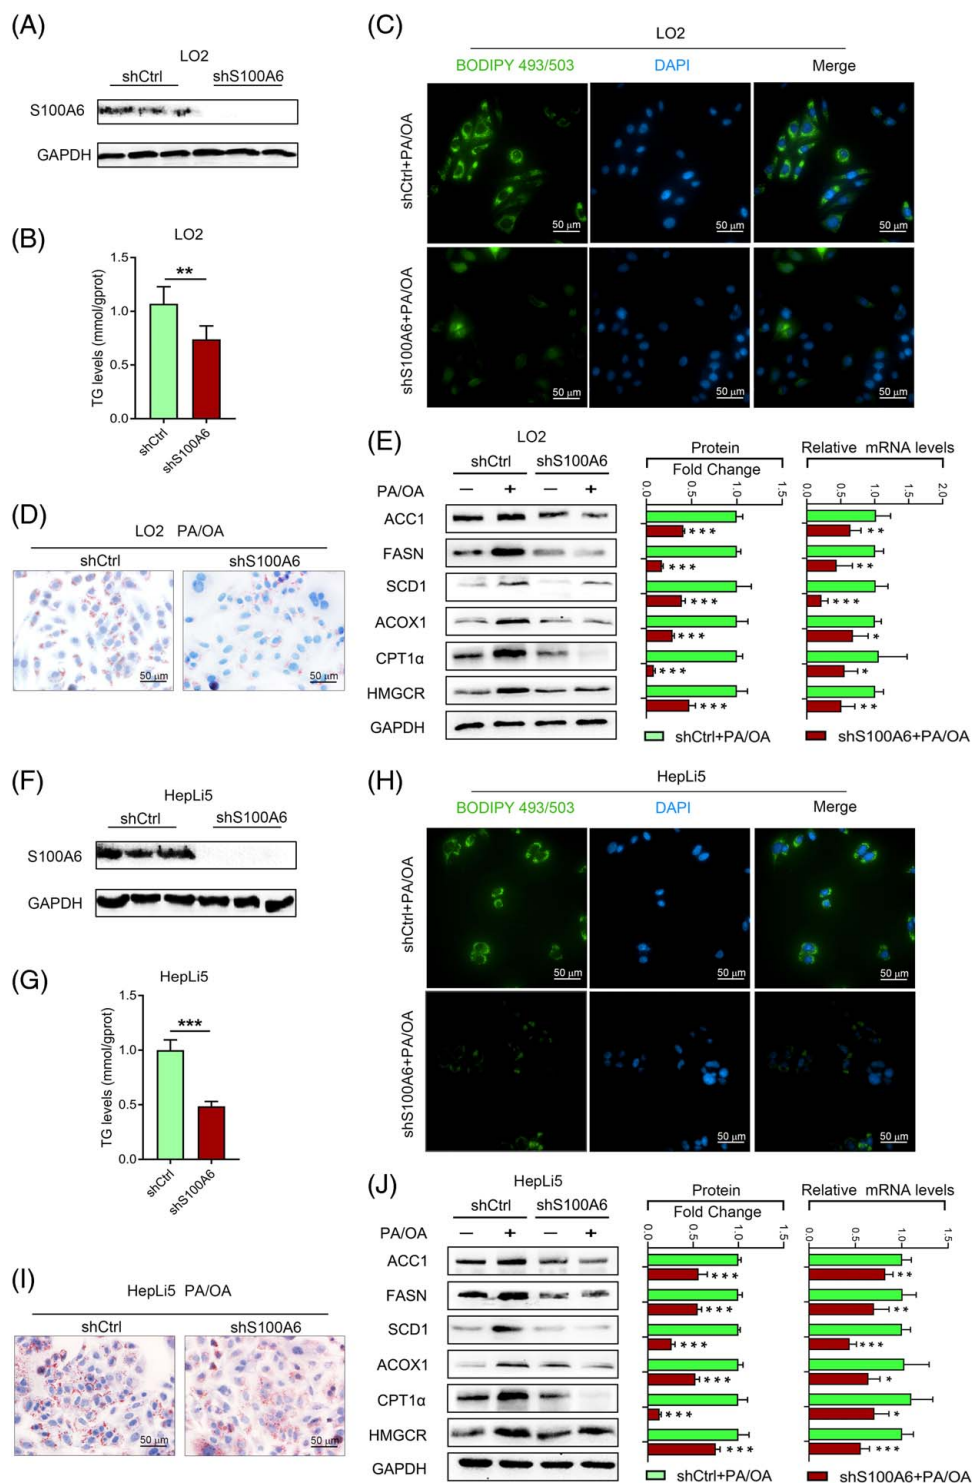 (A)
LO2
shCtrl shS100A6
S100A6
GAPDH
(B)
LO2
TG levels (mmol/gprot)
1.5
1.0
0.5
0.0
**
shCtrl
shS100A6
(C)
LO2
BODIPY 493/503 DAPI Merge
shCtrl+PA/OA
50 μm 50 μm 50 μm
shS100A6+PA/OA
50 μm 50 μm 50 μm
(D)
LO2 PA/OA
shCtrl shS100A6
50 μm 50 μm
(E)
LO2
shCtrl shS100A6
PA/OA — + — +
ACC1
FASN
SCD1
ACOX1
CPT1α
HMGCR
GAPDH
Protein
Fold Change
0.0 0.5 1.0 1.5
***
***
***
***
***
***
Relative mRNA levels
0.0 0.5 1.0 1.5 2.0
**
**
***
*
*
**
shCtrl+PA/OA shS100A6+PA/OA
(F)
HepLi5
shCtrl shS100A6
S100A6
GAPDH
(G)
HepLi5
TG levels (mmol/gprot)
1.5
1.0
0.5
0.0
***
shCtrl
shS100A6
(H)
HepLi5
BODIPY 493/503 DAPI Merge
shCtrl+PA/OA
50 μm 50 μm 50 μm
shS100A6+PA/OA
50 μm 50 μm 50 μm
(I)
HepLi5 PA/OA
shCtrl shS100A6
50 μm 50 μm
(J)
HepLi5
shCtrl shS100A6
PA/OA — + — +
ACC1
FASN
SCD1
ACOX1
CPT1α
HMGCR
GAPDH
Protein
Fold Change
0.0 0.5 1.0 1.5
***
***
***
***
***
***
Relative mRNA levels
0.0 0.5 1.0 1.5
**
**
***
*
*
***
shCtrl+PA/OA shS100A6+PA/OA